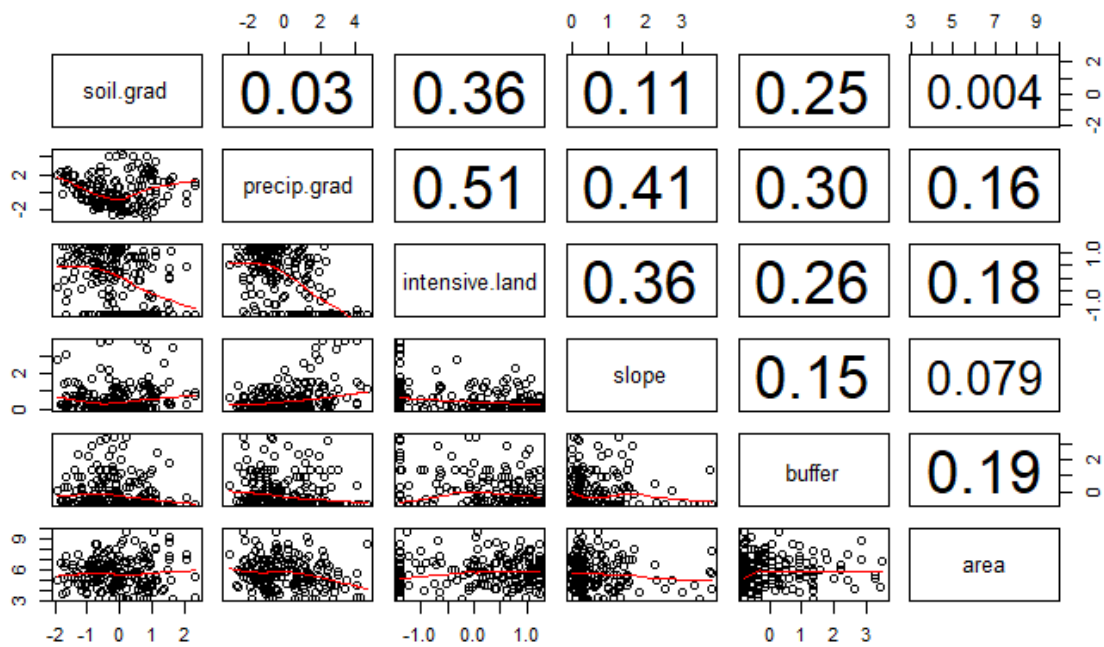 -2 0 2 4 0 1 2 3 3 5 7 9
soil.grad 0.03 0.36 0.11 0.25 0.004 2 0 -2
2 -2 precip.grad 0.51 0.41 0.30 0.16
intensive.land 0.36 0.26 0.18 1.0 -1.0
2 0 slope 0.15 0.079
buffer 0.19 2 0
9 6 3 area
-2 -1 0 1 2 -1.0 0.0 1.0 0 1 2 3